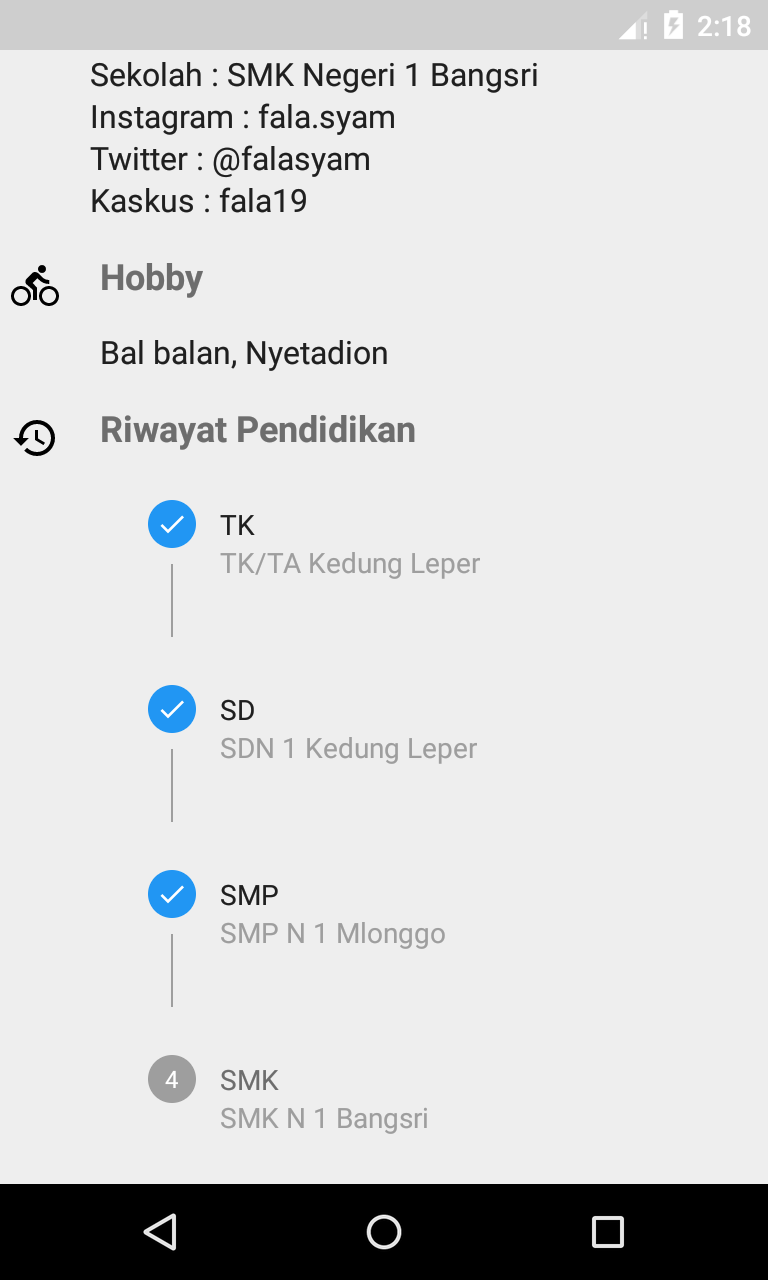 2:18
Sekolah : SMK Negeri 1 Bangsri
Instagram : fala.syam
Twitter : @falasyam
Kaskus : fala19
Hobby
Bal balan, Nyetadion
Riwayat Pendidikan
TK
TK/TA Kedung Leper
SD
SDN 1 Kedung Leper
SMP
SMP N 1 Mlonggo
4 SMK
SMK N 1 Bangsri